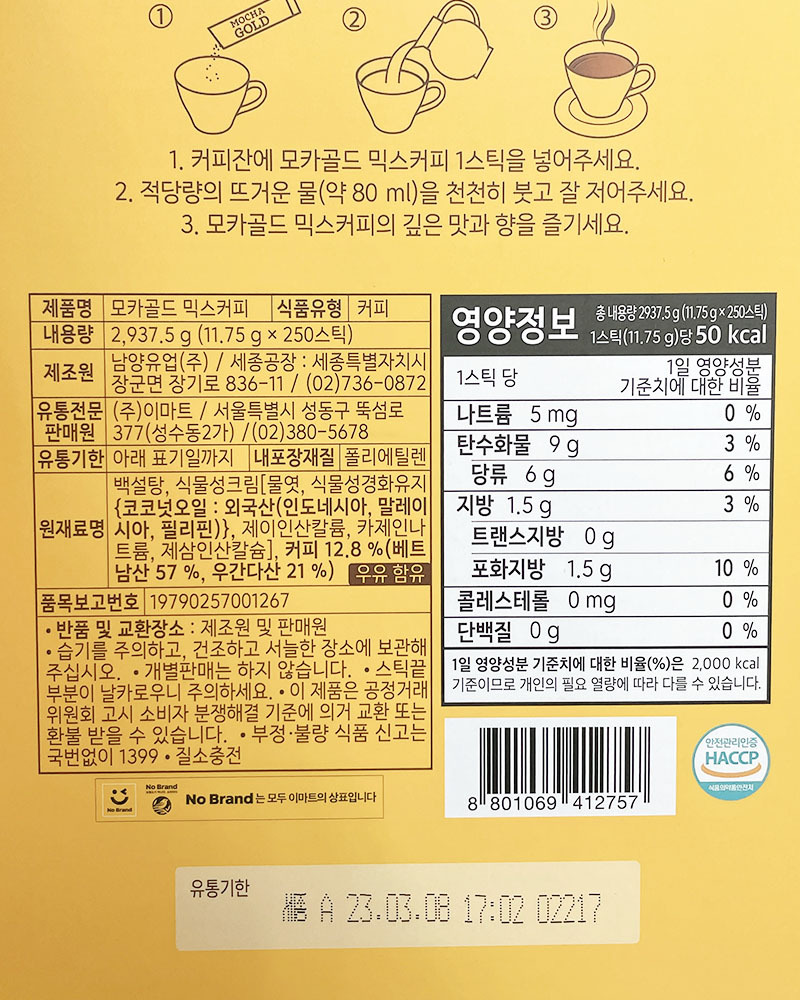 ① ② ③
MOCHA
GOLD
1. 커피잔에 모카골드 믹스커피 1스틱을 넣어주세요.
2. 적당량의 뜨거운 물(약 80 ml)을 천천히 붓고 잘 저어주세요.
3. 모카골드 믹스커피의 깊은 맛과 향을 즐기세요.
제품명 모카골드 믹스커피 식품유형 커피
내용량 2,937.5 g (11.75 g × 250스틱)
제조원 남양유업(주) / 세종공장 : 세종특별자치시
장군면 장기로 836-11 / (02)736-0872
유통전문 (주)이마트 / 서울특별시 성동구 뚝섬로
판매원 377(성수동2가) /(02)380-5678
유통기한 아래 표기일까지 내포장재질 폴리에틸렌
원재료명 백설탕, 식물성크림[물엿, 식물성경화유지
{코코넛오일 : 외국산(인도네시아, 말레이
시아, 필리핀)}, 제이인산칼륨, 카제인나
트륨, 제삼인산칼슘], 커피 12.8 %(베트
남산 57 %, 우간다산 21 %) 우유 함유
품목보고번호 19790257001267
• 반품 및 교환장소 : 제조원 및 판매원
• 습기를 주의하고, 건조하고 서늘한 장소에 보관해
주십시오. • 개별판매는 하지 않습니다. • 스틱끝
부분이 날카로우니 주의하세요. • 이 제품은 공정거래
위원회 고시 소비자 분쟁해결 기준에 의거 교환 또는
환불 받을 수 있습니다. • 부정·불량 식품 신고는
국번없이 1399 • 질소충전
영양정보 총 내용량 2937.5 g (11.75 g × 250스틱)
1스틱(11.75 g)당 50 kcal
1스틱 당 1일 영양성분
기준치에 대한 비율
나트륨 5 mg 0 %
탄수화물 9 g 3 %
당류 6 g 6 %
지방 1.5 g 3 %
트랜스지방 0 g
포화지방 1.5 g 10 %
콜레스테롤 0 mg 0 %
단백질 0 g 0 %
1일 영양성분 기준치에 대한 비율(%)은 2,000 kcal
기준이므로 개인의 필요 열량에 따라 다를 수 있습니다.
8 801069 412757
안전관리인증
HACCP
식품의약품안전처
No Brand
No Brand
No Brand는 모두 이마트의 상표입니다
유통기한
A 23.03.08 17:02 02217